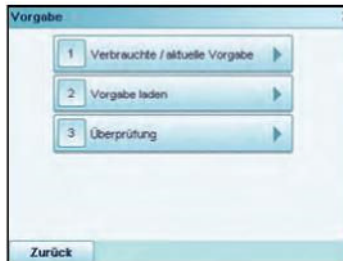 Vorgabe
1 Verbrauchte / aktuelle Vorgabe
2 Vorgabe laden
3 Überprüfung
Zurück